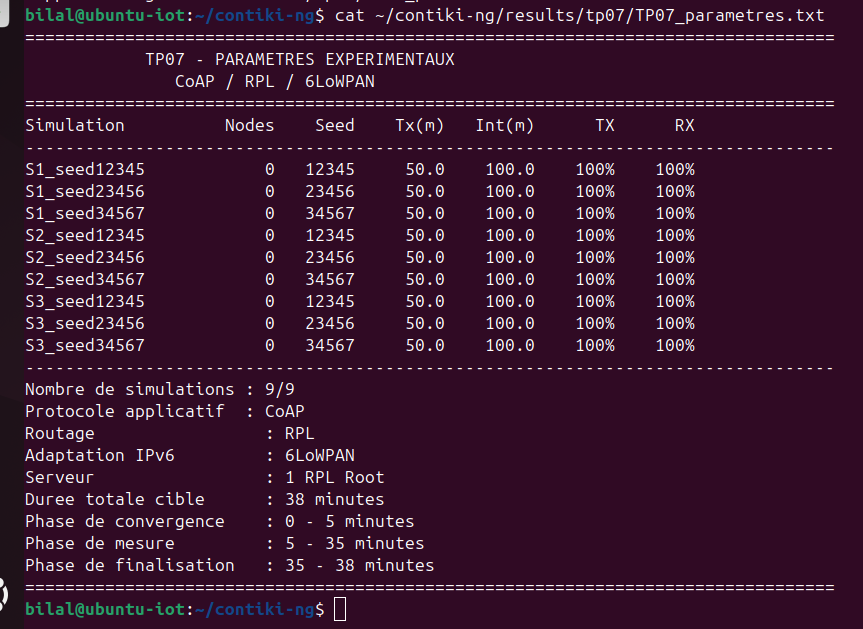 bilal@ubuntu-iot:~/contiki-ng$ cat ~/contiki-ng/results/tp07/TP07_parametres.txt
=================================================================================
            TP07 - PARAMETRES EXPERIMENTAUX
               CoAP / RPL / 6LoWPAN
=================================================================================
Simulation          Nodes    Seed    Tx(m)   Int(m)      TX      RX
---------------------------------------------------------------------------------
S1_seed12345            0   12345     50.0    100.0    100%    100%
S1_seed23456            0   23456     50.0    100.0    100%    100%
S1_seed34567            0   34567     50.0    100.0    100%    100%
S2_seed12345            0   12345     50.0    100.0    100%    100%
S2_seed23456            0   23456     50.0    100.0    100%    100%
S2_seed34567            0   34567     50.0    100.0    100%    100%
S3_seed12345            0   12345     50.0    100.0    100%    100%
S3_seed23456            0   23456     50.0    100.0    100%    100%
S3_seed34567            0   34567     50.0    100.0    100%    100%
---------------------------------------------------------------------------------
Nombre de simulations : 9/9
Protocole applicatif  : CoAP
Routage                 : RPL
Adaptation IPv6         : 6LoWPAN
Serveur                 : 1 RPL Root
Duree totale cible      : 38 minutes
Phase de convergence    : 0 - 5 minutes
Phase de mesure         : 5 - 35 minutes
Phase de finalisation   : 35 - 38 minutes
=================================================================================
bilal@ubuntu-iot:~/contiki-ng$